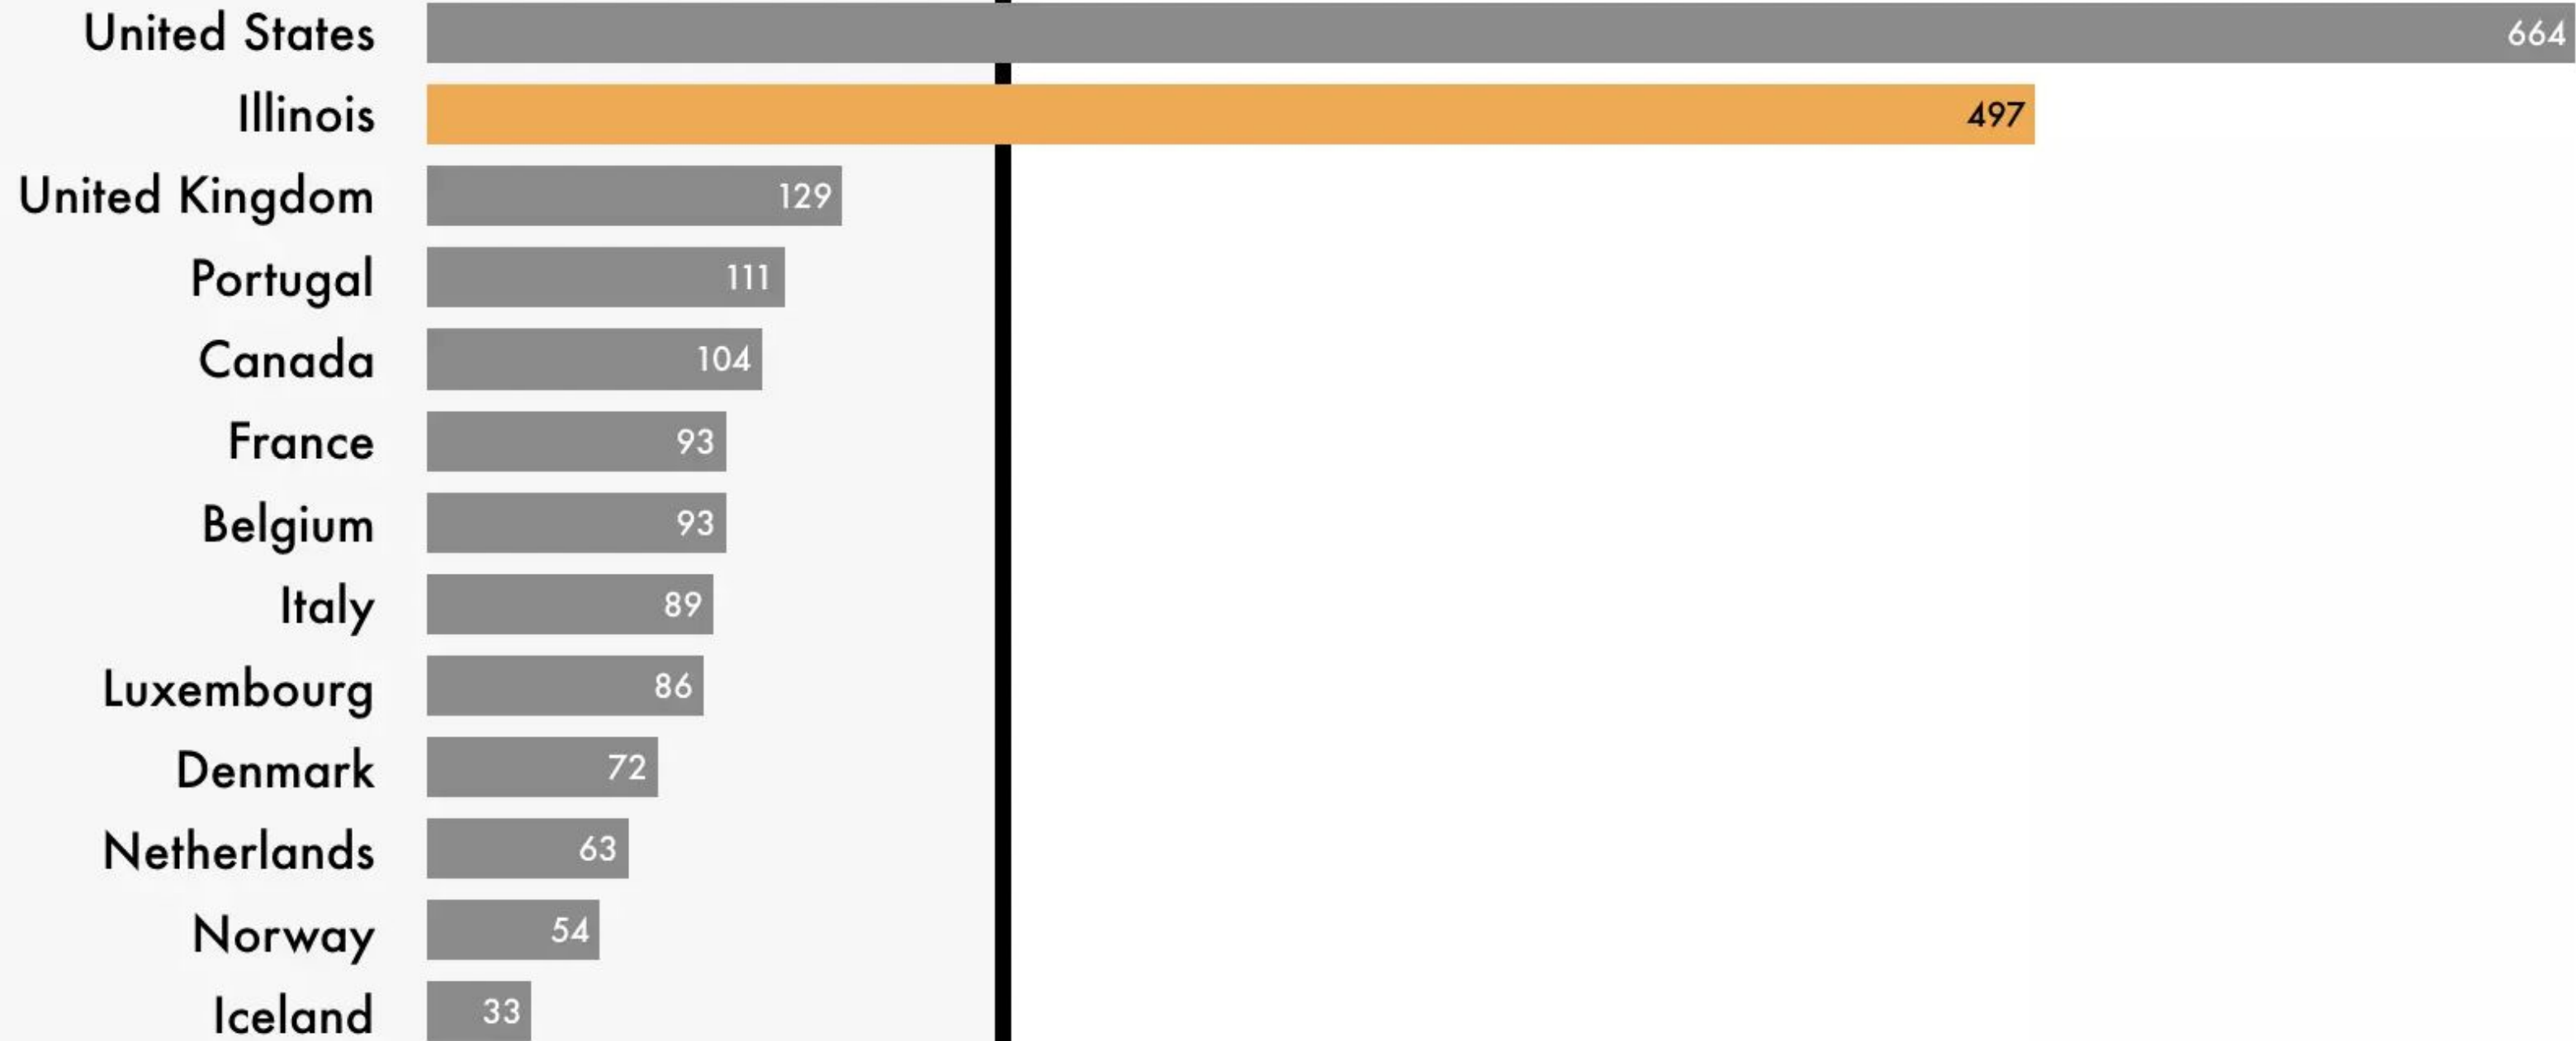 United States 664
Illinois 497
United Kingdom 129
Portugal 111
Canada 104
France 93
Belgium 93
Italy 89
Luxembourg 86
Denmark 72
Netherlands 63
Norway 54
Iceland 33